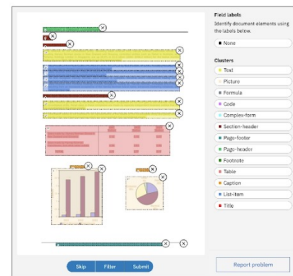 Field labels
Identify document elements using
the labels below.
None
Clusters
Text
Picture
Formula
Code
Complex-form
Section-header
Page-footer
Page-header
Footnote
Table
Caption
List-item
Title
Skip
Filter
Submit
Report problem